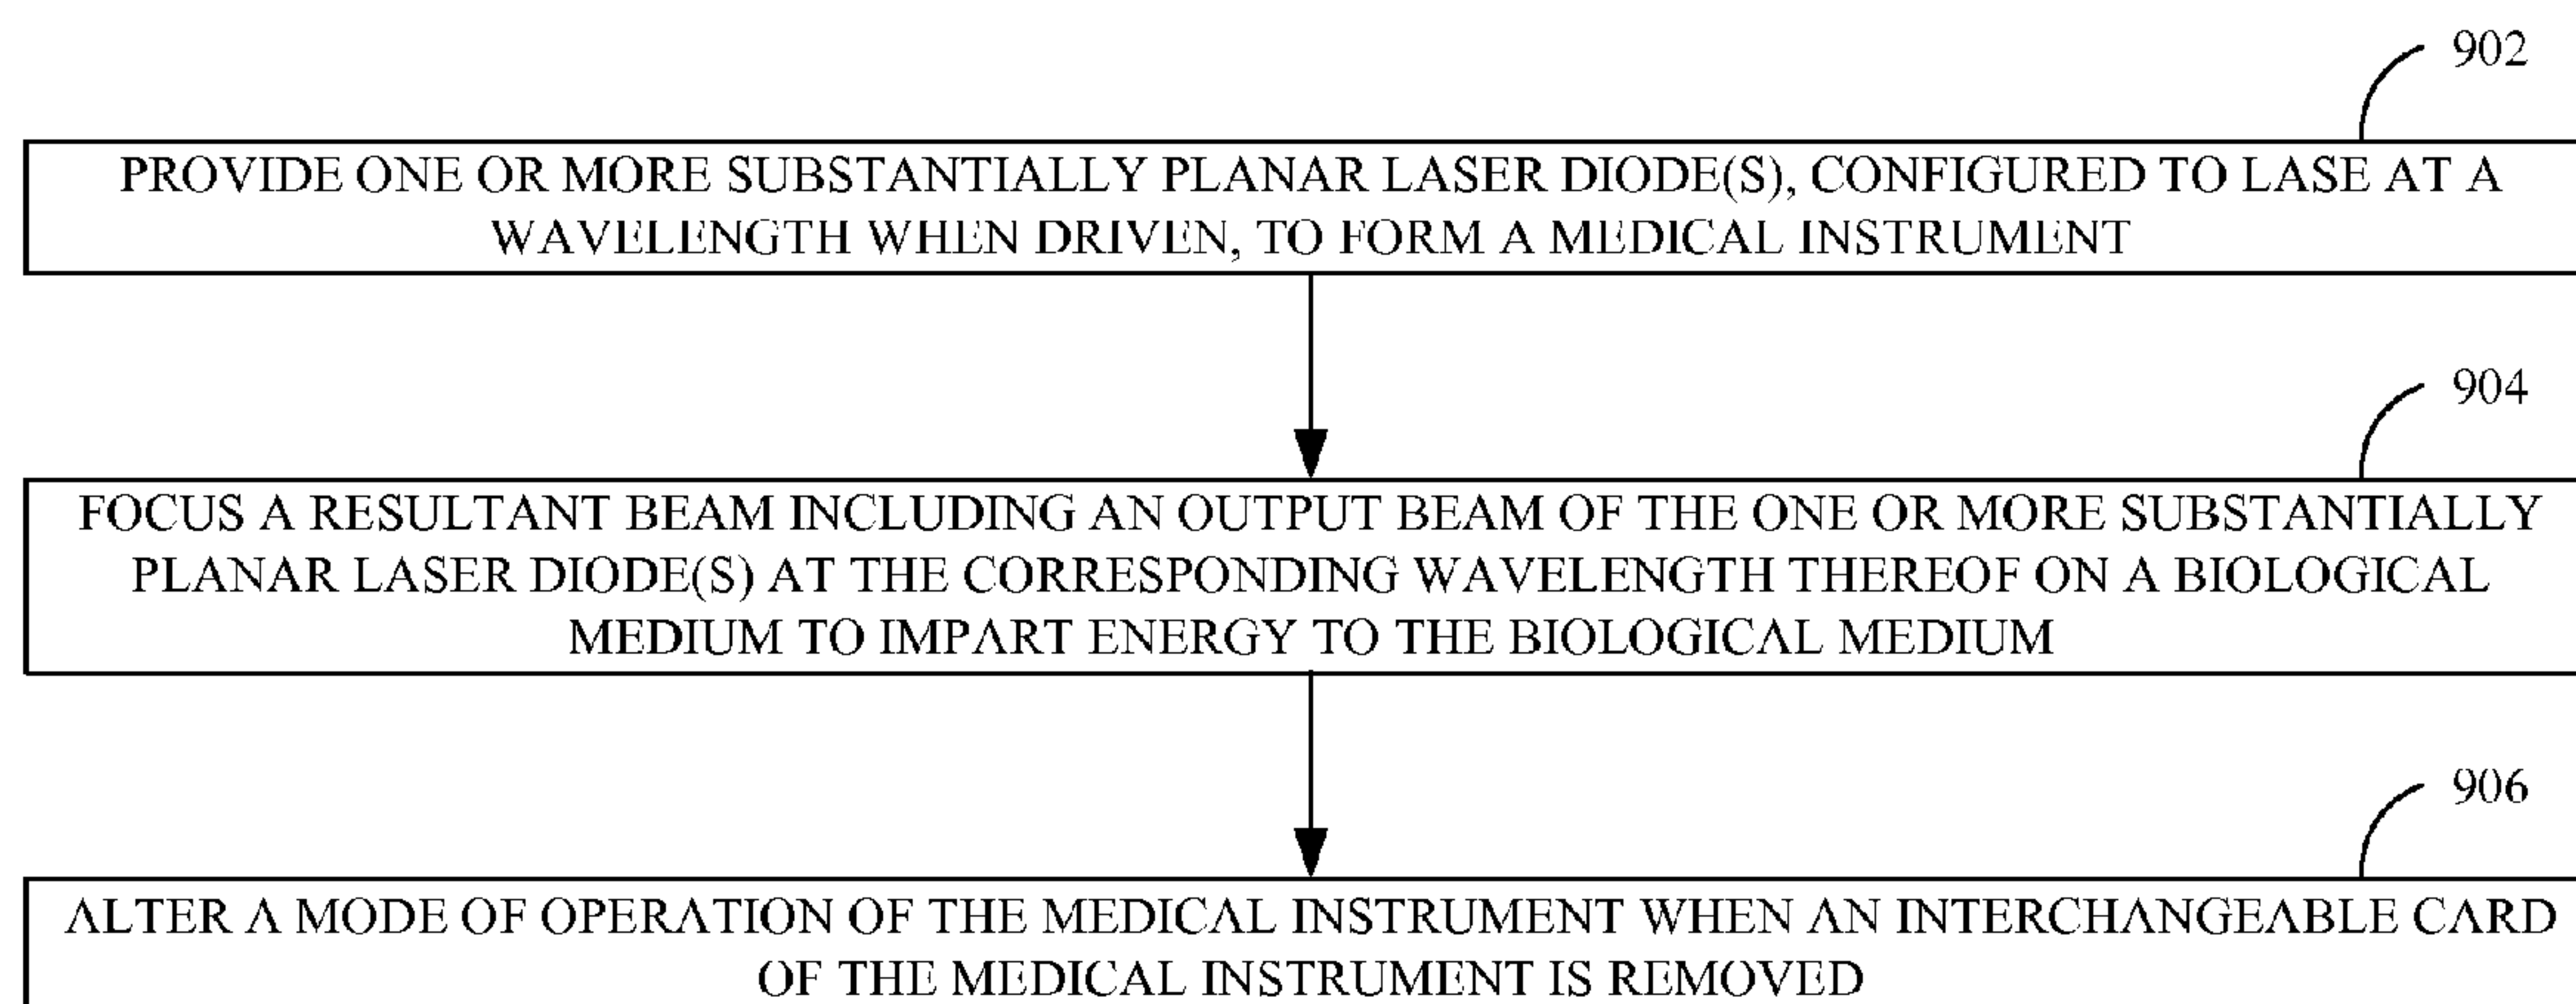 902
PROVIDE ONE OR MORE SUBSTANTIALLY PLANAR LASER DIODE(S), CONFIGURED TO LASE AT A
WAVELENGTH WHEN DRIVEN, TO FORM A MEDICAL INSTRUMENT
904
FOCUS A RESULTANT BEAM INCLUDING AN OUTPUT BEAM OF THE ONE OR MORE SUBSTANTIALLY
PLANAR LASER DIODE(S) AT THE CORRESPONDING WAVELENGTH THEREOF ON A BIOLOGICAL
MEDIUM TO IMPART ENERGY TO THE BIOLOGICAL MEDIUM
906
ALTER A MODE OF OPERATION OF THE MEDICAL INSTRUMENT WHEN AN INTERCHANGEABLE CARD
OF THE MEDICAL INSTRUMENT IS REMOVED